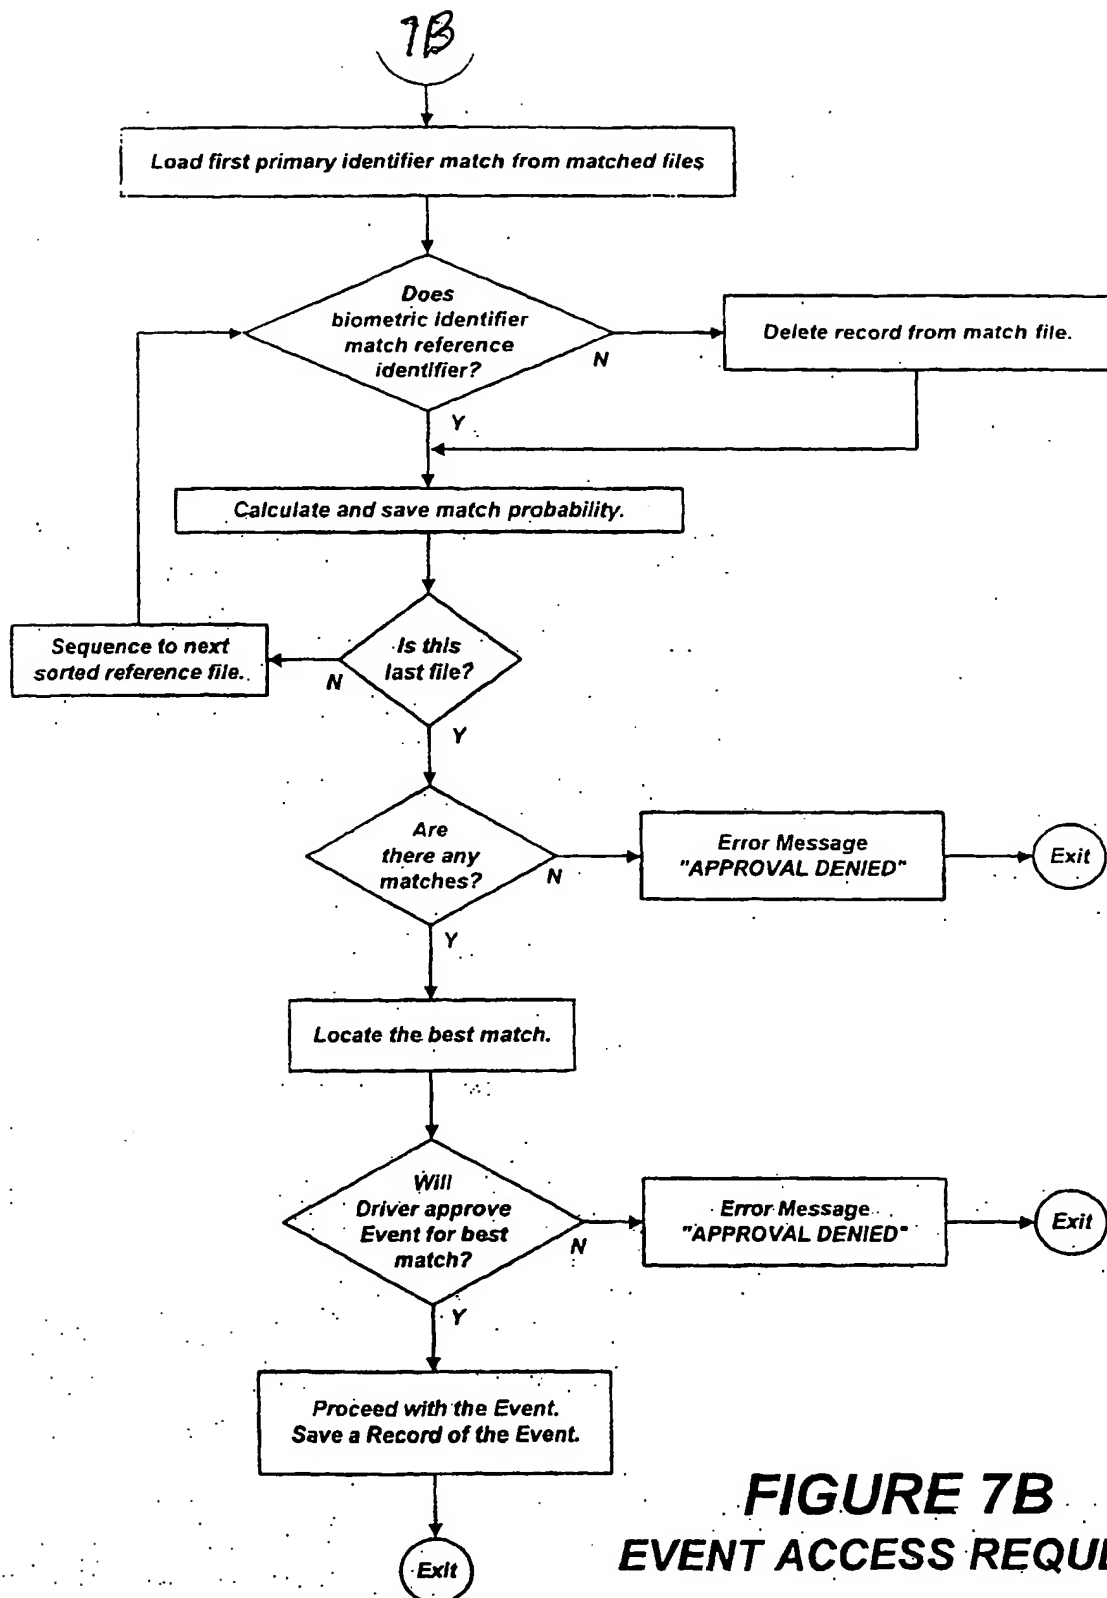 7B
Load first primary identifier match from matched files
Does
biometric identifier
match reference
identifier?
N
Delete record from match file.
Y
Calculate and save match probability.
Sequence to next
sorted reference file.
N
Is this
last file?
Y
Are
there any
matches?
N
Error Message
"APPROVAL DENIED"
Exit
Y
Locate the best match.
Will
Driver approve
Event for best
match?
N
Error Message
"APPROVAL DENIED"
Exit
Y
Proceed with the Event.
Save a Record of the Event.
Exit
FIGURE 7B
EVENT ACCESS